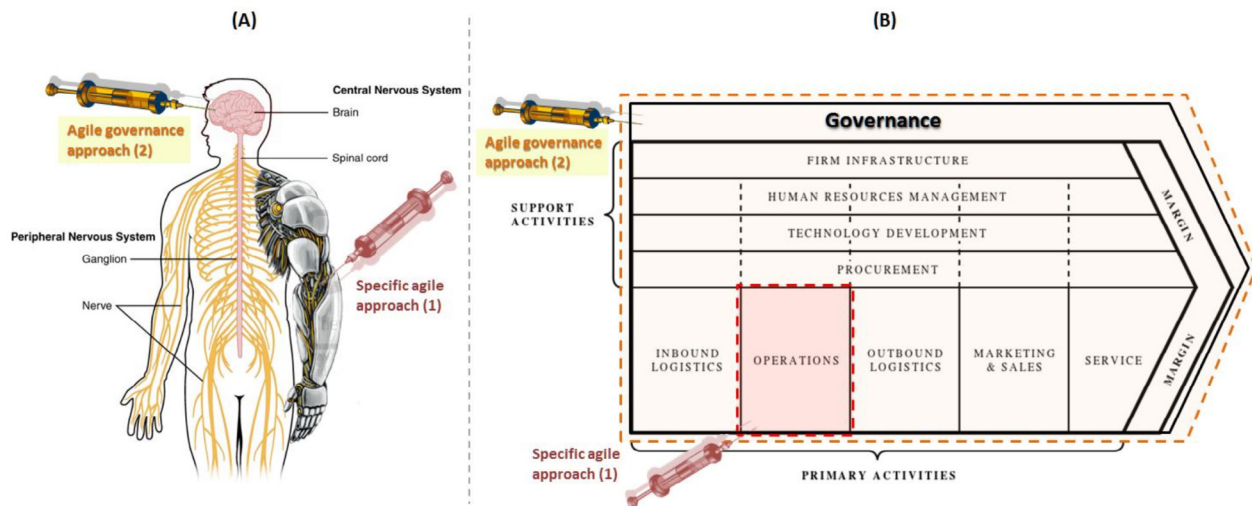 (A)
Central Nervous System
Brain
Agile governance
approach (2)
Spinal cord
Peripheral Nervous System
Ganglion
Specific agile
approach (1)
Nerve
(B)
Governance
Agile governance
approach (2)
FIRM INFRASTRUCTURE
HUMAN RESOURCES MANAGEMENT
SUPPORT
ACTIVITIES
TECHNOLOGY DEVELOPMENT
PROCUREMENT
MARGIN
INBOUND
LOGISTICS
OPERATIONS
OUTBOUND
LOGISTICS
MARKETING
& SALES
SERVICE
MARGIN
Specific agile
approach (1)
PRIMARY ACTIVITIES